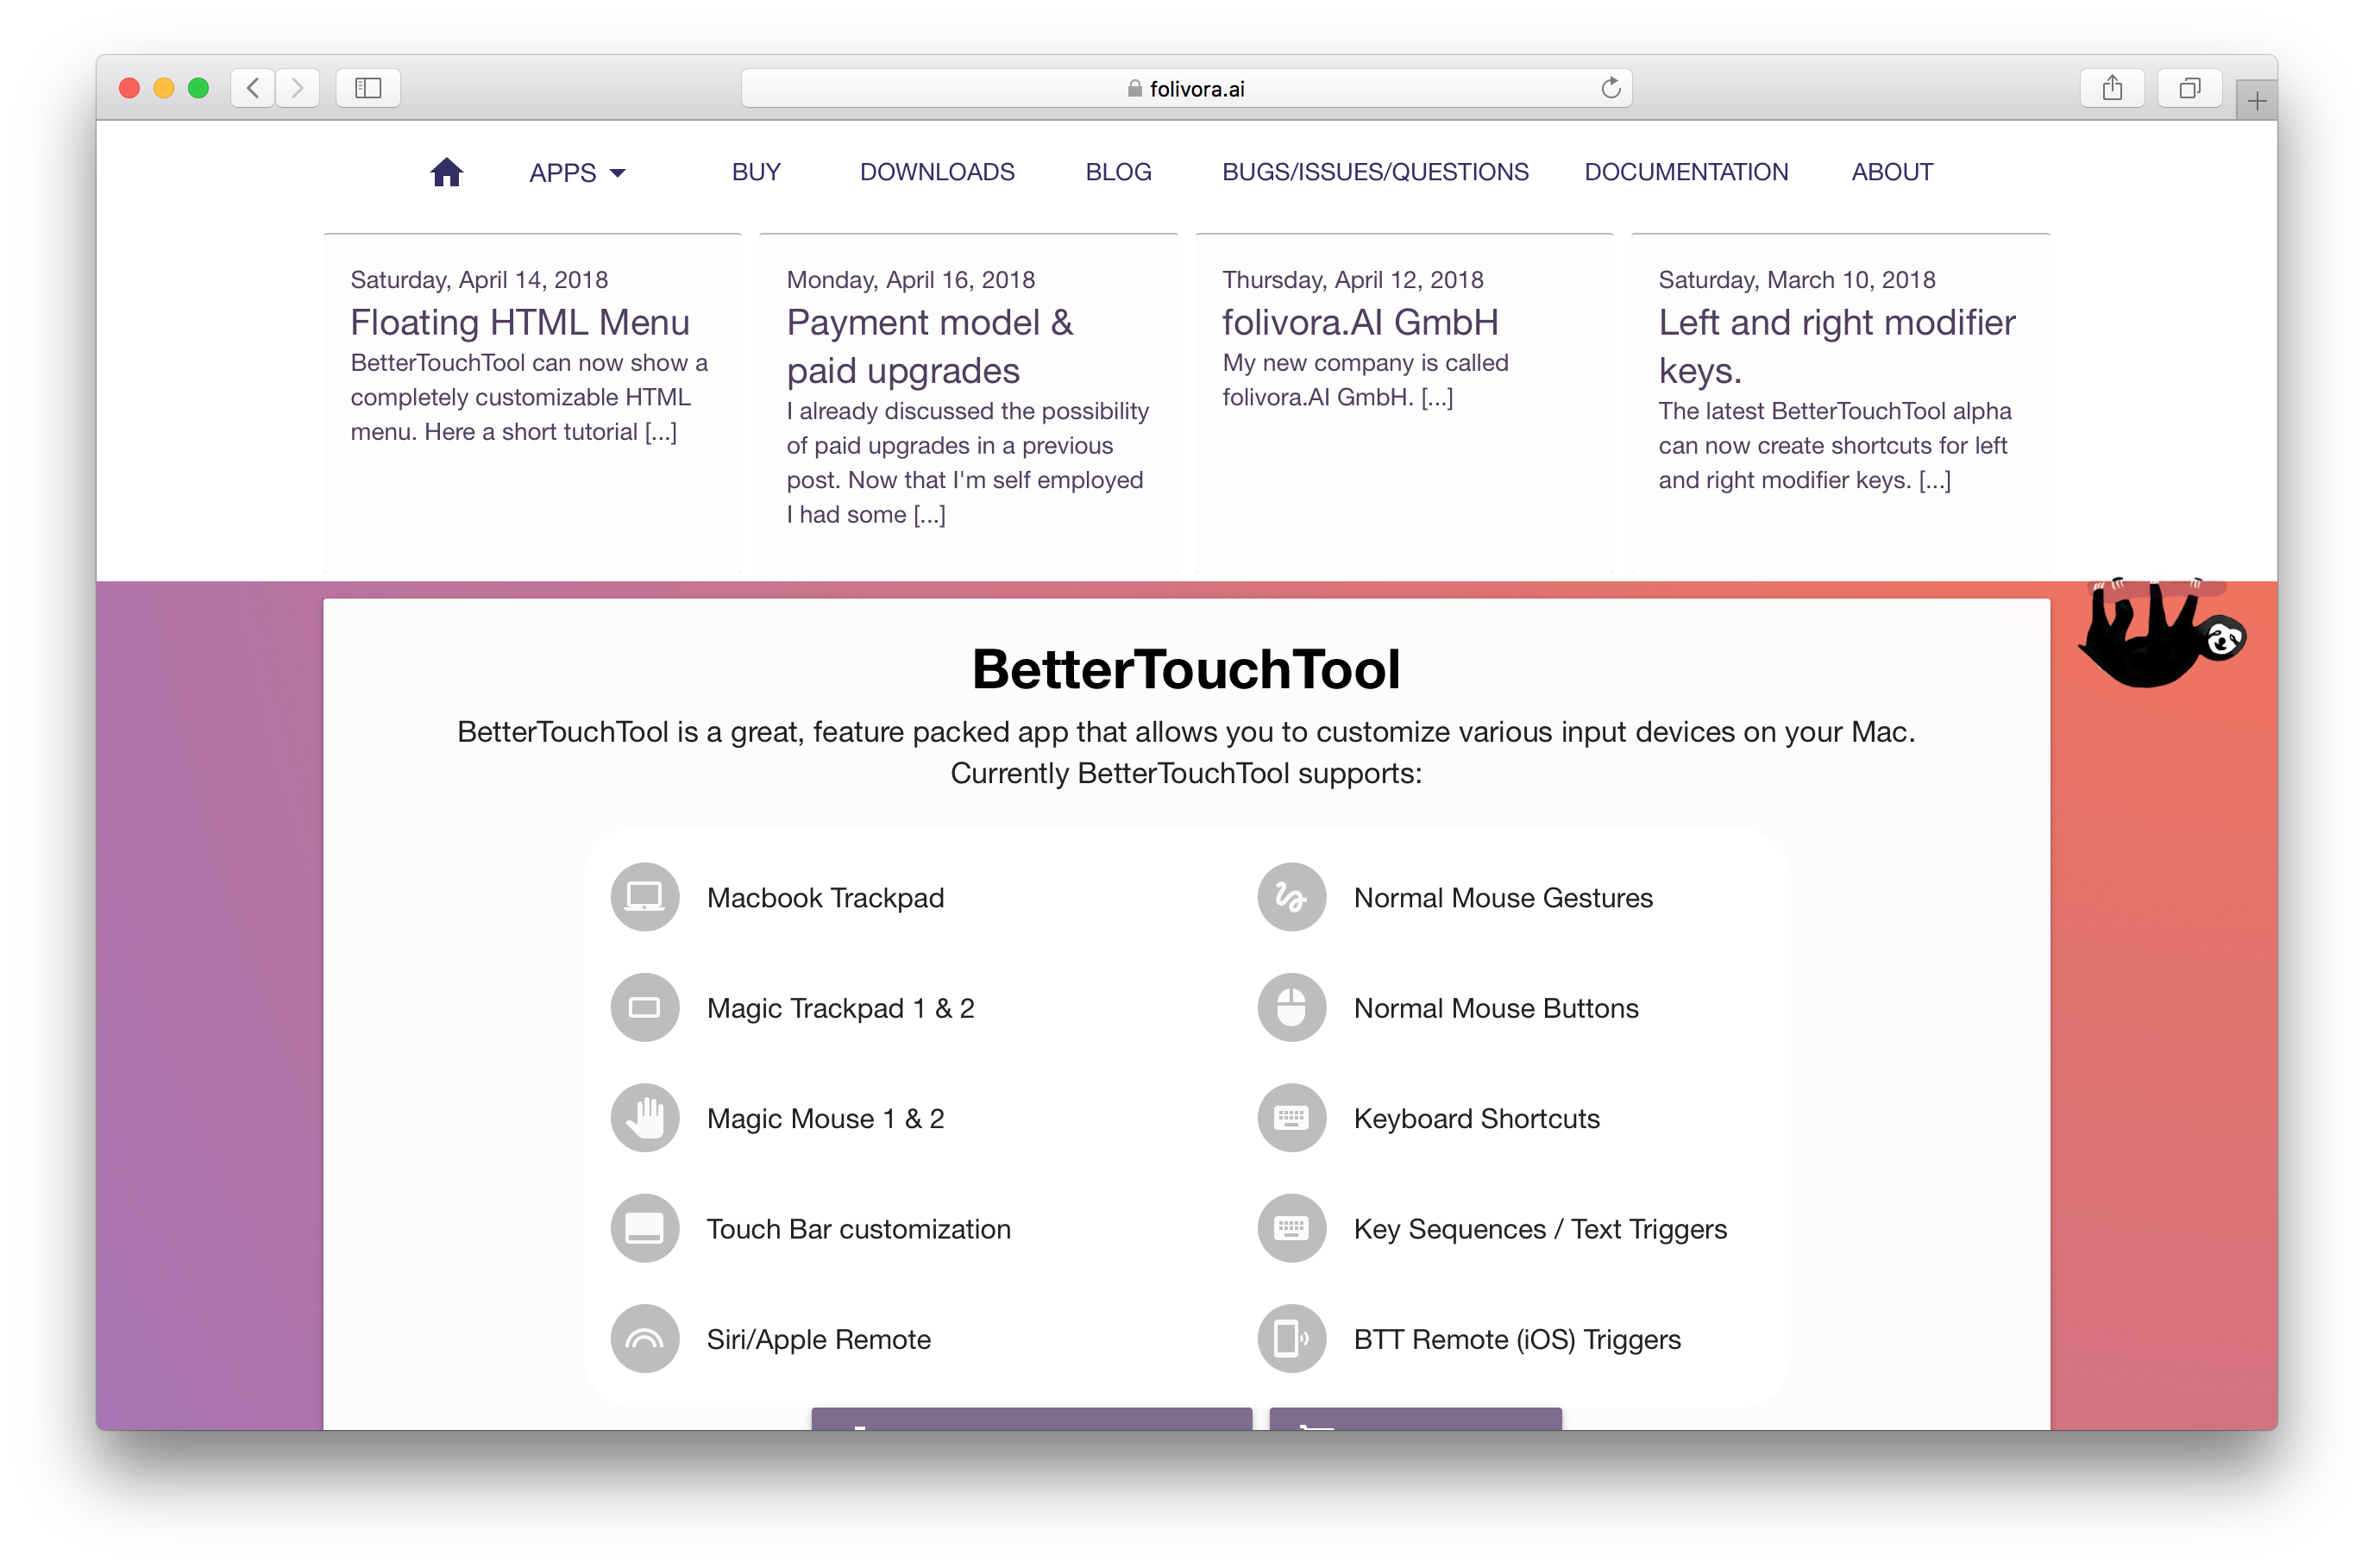 folivora.ai
APPS
BUY
DOWNLOADS
BLOG
BUGS/ISSUES/QUESTIONS
DOCUMENTATION
ABOUT
Saturday, April 14, 2018
Floating HTML Menu
BetterTouchTool can now show a
completely customizable HTML
menu. Here a short tutorial [...]
Monday, April 16, 2018
Payment model &
paid upgrades
I already discussed the possibility
of paid upgrades in a previous
post. Now that I'm self employed
I had some [...]
Thursday, April 12, 2018
folivora.AI GmbH
My new company is called
folivora.AI GmbH. [...]
Saturday, March 10, 2018
Left and right modifier
keys.
The latest BetterTouchTool alpha
can now create shortcuts for left
and right modifier keys. [...]
BetterTouchTool
BetterTouchTool is a great, feature packed app that allows you to customize various input devices on your Mac.
Currently BetterTouchTool supports:
Macbook Trackpad
Normal Mouse Gestures
Magic Trackpad 1 & 2
Normal Mouse Buttons
Magic Mouse 1 & 2
Keyboard Shortcuts
Touch Bar customization
Key Sequences / Text Triggers
Siri/Apple Remote
BTT Remote (iOS) Triggers